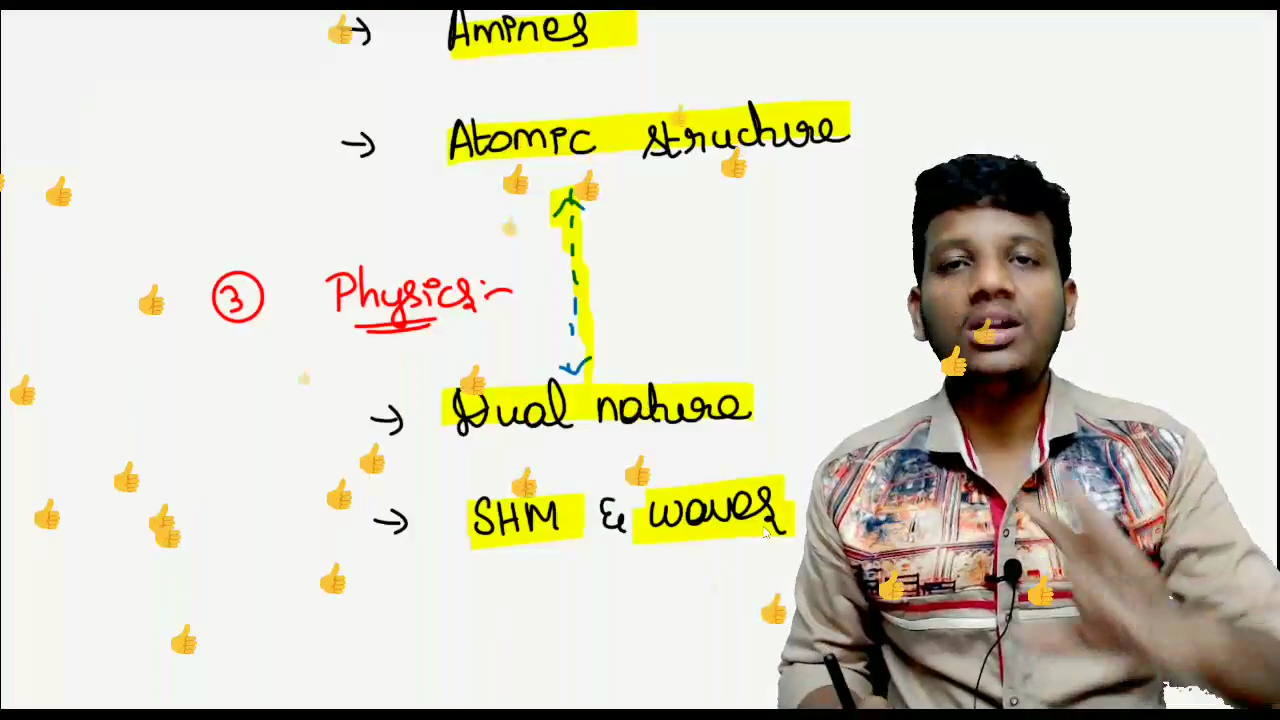 → Amines
→ Atomic structure
③ Physics:-
→ Dual nature
→ SHM & waves